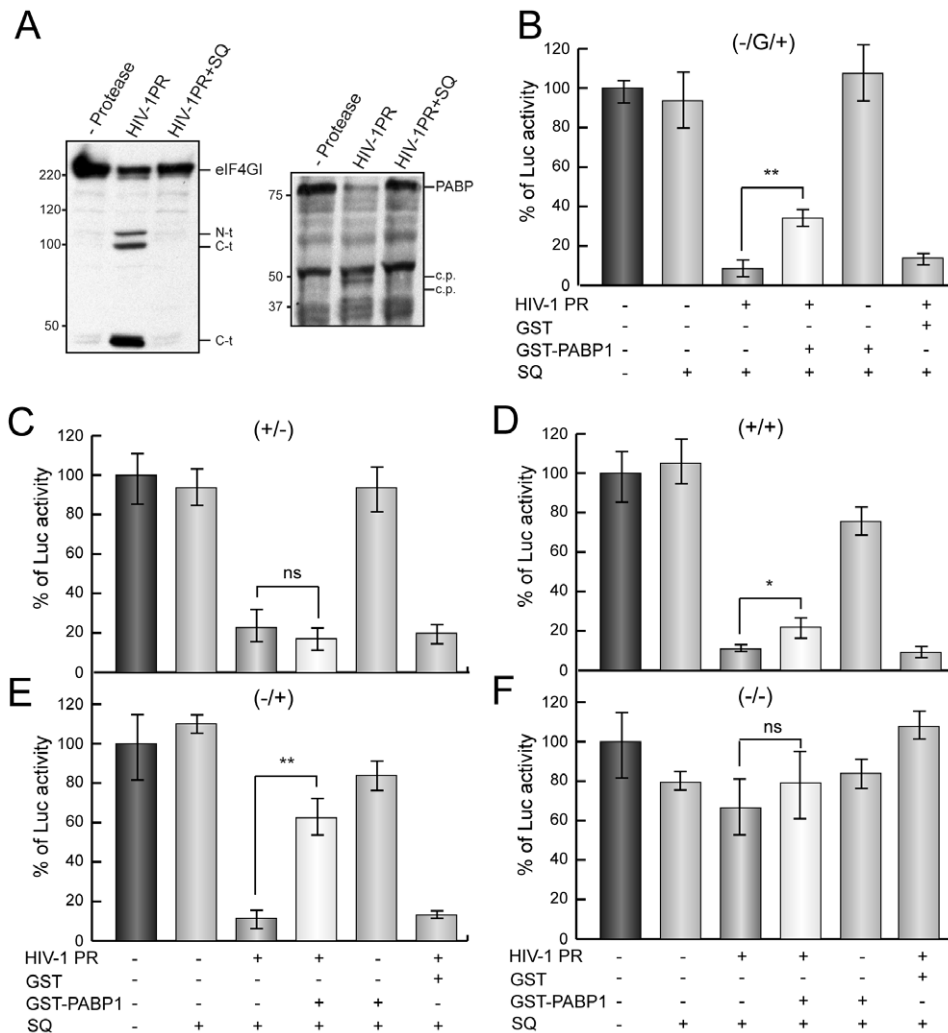 A
- Protease
HIV-1PR
HIV-1PR+SQ
220
120
100
50
eIF4GI
N-t
C-t
C-t
- Protease
HIV-1PR
HIV-1PR+SQ
75
50
37
PABP
c.p.
c.p.
B
(-/G/+)
% of Luc activity
120
100
80
60
40
20
0
**
HIV-1 PR - - + + - +
GST - - - - - +
GST-PABP1 - - - + + -
SQ - + + + + +
C
(+/-)
% of Luc activity
120
100
80
60
40
20
0
ns
D
(+/+)
% of Luc activity
120
100
80
60
40
20
0
*
E
(-/+)
% of Luc activity
120
100
80
60
40
20
0
**
HIV-1 PR - - + + - +
GST - - - - - +
GST-PABP1 - - - + + -
SQ - + + + + +
F
(-/-)
% of Luc activity
120
100
80
60
40
20
0
ns
HIV-1 PR - - + + - +
GST - - - - - +
GST-PABP1 - - - + + -
SQ - + + + + +